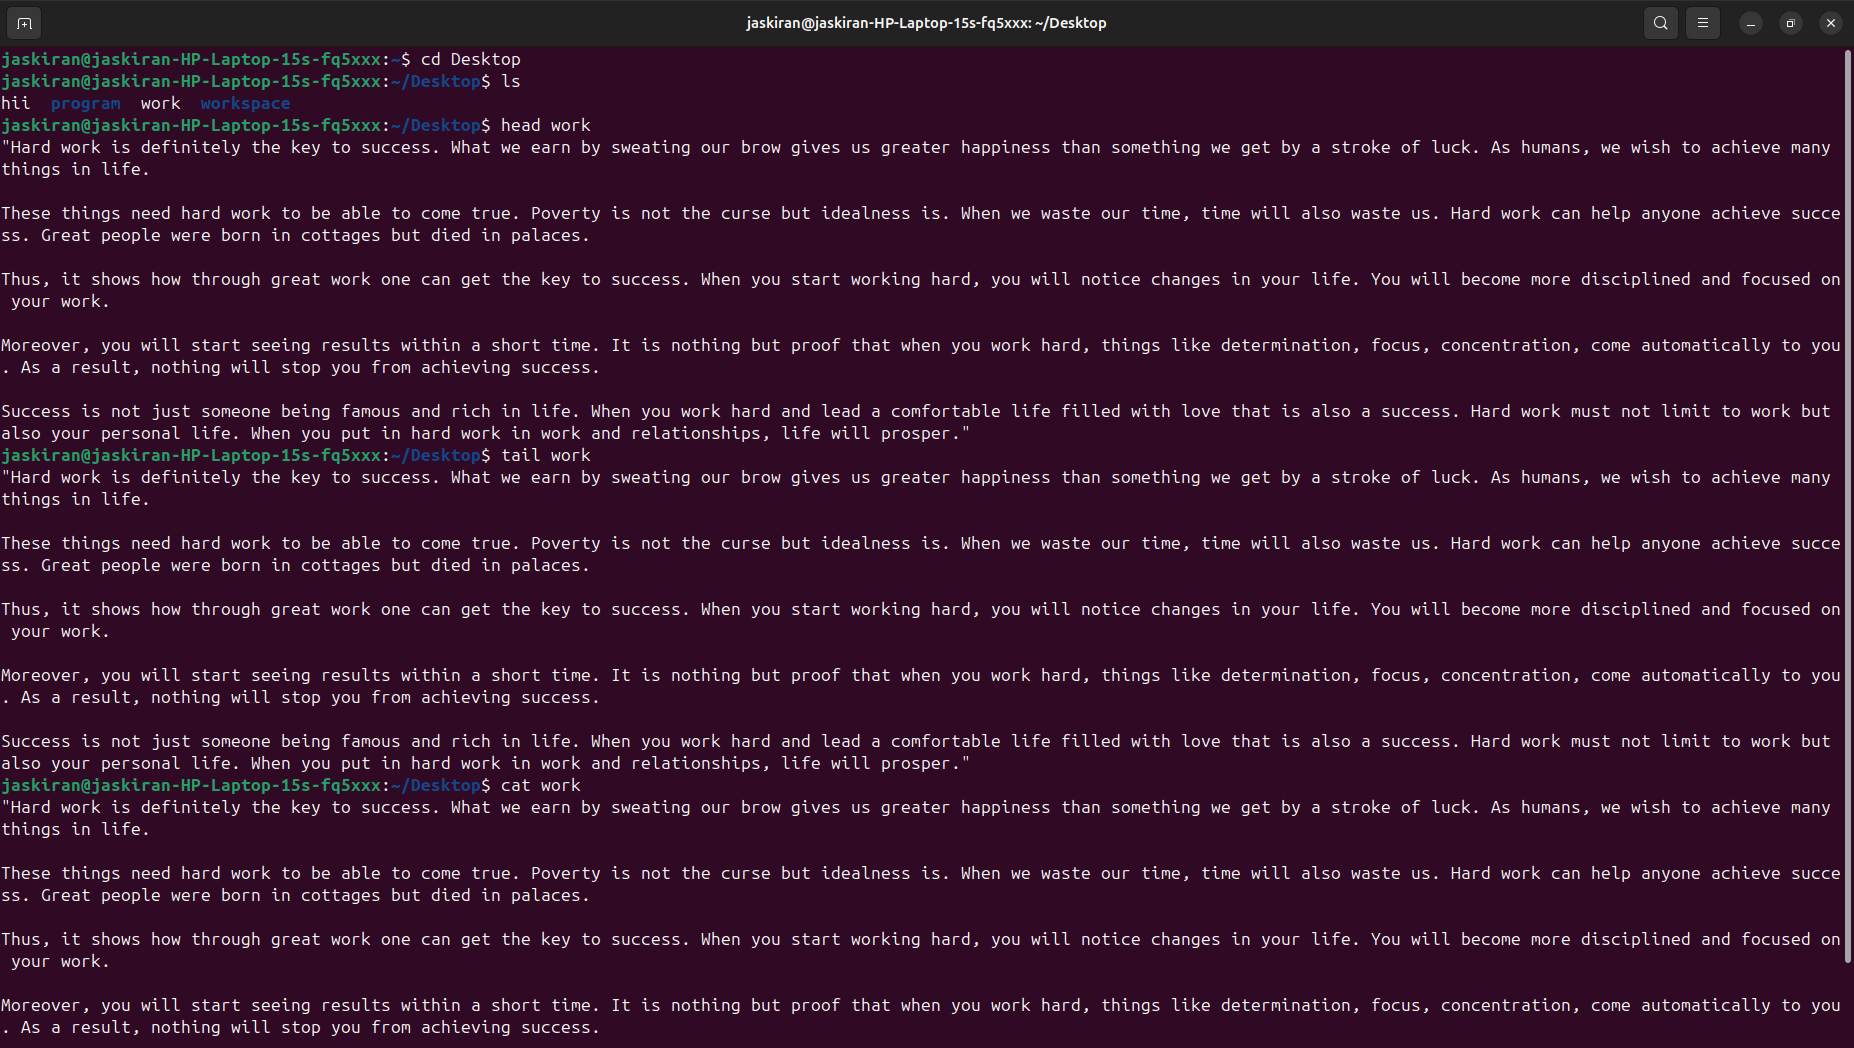 jaskiran@jaskiran-HP-Laptop-15s-fq5xxx: ~/Desktop
jaskiran@jaskiran-HP-Laptop-15s-fq5xxx:~$ cd Desktop
jaskiran@jaskiran-HP-Laptop-15s-fq5xxx:~/Desktop$ ls
hii  program  work  workspace
jaskiran@jaskiran-HP-Laptop-15s-fq5xxx:~/Desktop$ head work
"Hard work is definitely the key to success. What we earn by sweating our brow gives us greater happiness than something we get by a stroke of luck. As humans, we wish to achieve many
things in life.
These things need hard work to be able to come true. Poverty is not the curse but idealness is. When we waste our time, time will also waste us. Hard work can help anyone achieve succe
ss. Great people were born in cottages but died in palaces.
Thus, it shows how through great work one can get the key to success. When you start working hard, you will notice changes in your life. You will become more disciplined and focused on
 your work.
Moreover, you will start seeing results within a short time. It is nothing but proof that when you work hard, things like determination, focus, concentration, come automatically to you
. As a result, nothing will stop you from achieving success.
Success is not just someone being famous and rich in life. When you work hard and lead a comfortable life filled with love that is also a success. Hard work must not limit to work but
also your personal life. When you put in hard work in work and relationships, life will prosper."
jaskiran@jaskiran-HP-Laptop-15s-fq5xxx:~/Desktop$ tail work
"Hard work is definitely the key to success. What we earn by sweating our brow gives us greater happiness than something we get by a stroke of luck. As humans, we wish to achieve many
things in life.
These things need hard work to be able to come true. Poverty is not the curse but idealness is. When we waste our time, time will also waste us. Hard work can help anyone achieve succe
ss. Great people were born in cottages but died in palaces.
Thus, it shows how through great work one can get the key to success. When you start working hard, you will notice changes in your life. You will become more disciplined and focused on
 your work.
Moreover, you will start seeing results within a short time. It is nothing but proof that when you work hard, things like determination, focus, concentration, come automatically to you
. As a result, nothing will stop you from achieving success.
Success is not just someone being famous and rich in life. When you work hard and lead a comfortable life filled with love that is also a success. Hard work must not limit to work but
also your personal life. When you put in hard work in work and relationships, life will prosper."
jaskiran@jaskiran-HP-Laptop-15s-fq5xxx:~/Desktop$ cat work
"Hard work is definitely the key to success. What we earn by sweating our brow gives us greater happiness than something we get by a stroke of luck. As humans, we wish to achieve many
things in life.
These things need hard work to be able to come true. Poverty is not the curse but idealness is. When we waste our time, time will also waste us. Hard work can help anyone achieve succe
ss. Great people were born in cottages but died in palaces.
Thus, it shows how through great work one can get the key to success. When you start working hard, you will notice changes in your life. You will become more disciplined and focused on
 your work.
Moreover, you will start seeing results within a short time. It is nothing but proof that when you work hard, things like determination, focus, concentration, come automatically to you
. As a result, nothing will stop you from achieving success.